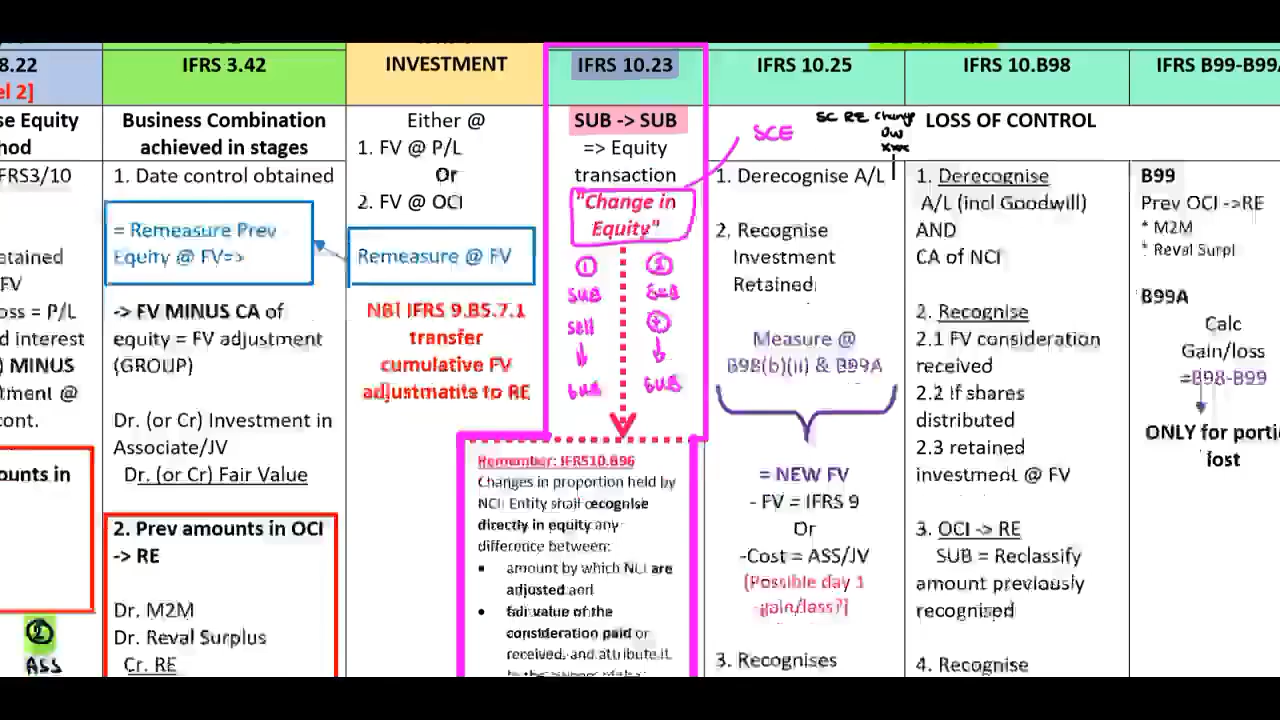 8.22
el 2]
se Equity
hod
FRS3/10
etained
FV
oss = P/L
d interest
) MINUS
tment @
cont.
ounts in
2
ASS
IFRS 3.42
Business Combination
achieved in stages
1. Date control obtained
= Remeasure Prev
Equity @ FV=>
-> FV MINUS CA of
equity = FV adjustment
(GROUP)
Dr. (or Cr) Investment in
Associate/JV
Dr. (or Cr) Fair Value
2. Prev amounts in OCI
-> RE
Dr. M2M
Dr. Reval Surplus
Cr. RE
INVESTMENT
Either @
1. FV @ P/L
Or
2. FV @ OCI
Remeasure @ FV
NB! IFRS 9.B5.7.1
transfer
cumulative FV
adjustmatits to RE
IFRS 10.23
SUB -> SUB
=> Equity
transaction
"Change in
Equity"
SCE
1
SUB
sell
SUB
2
SUB
+
SUB
Remember: IFRS10.B96
Changes in proportion held by
NCI: Entity shall recognise
directly in equity any
difference between:
• amount by which NCI are
adjusted and
• fair value of the
consideration paid or
received, and attribute it
IFRS 10.25
SC RE change
1. Derecognise A/L
2. Recognise
Investment
Retained:
Measure @
B98(b)(ii) & B99A
= NEW FV
- FV = IFRS 9
Or
-Cost = ASS/JV
(Possible day 1
gain/loss?]
3. Recognises
IFRS 10.B98
LOSS OF CONTROL
1. Derecognise
A/L (incl Goodwill)
AND
CA of NCI
2. Recognise
2.1 FV consideration
received
2.2 If shares
distributed
2.3 retained
investment @ FV
3. OCI -> RE
SUB = Reclassify
amount previously
recognised
4. Recognise
IFRS B99-B99A
B99
Prev OCI ->RE
* M2M
* Reval Surpl
B99A
Calc
Gain/loss
=B98-B99
ONLY for porti
lost